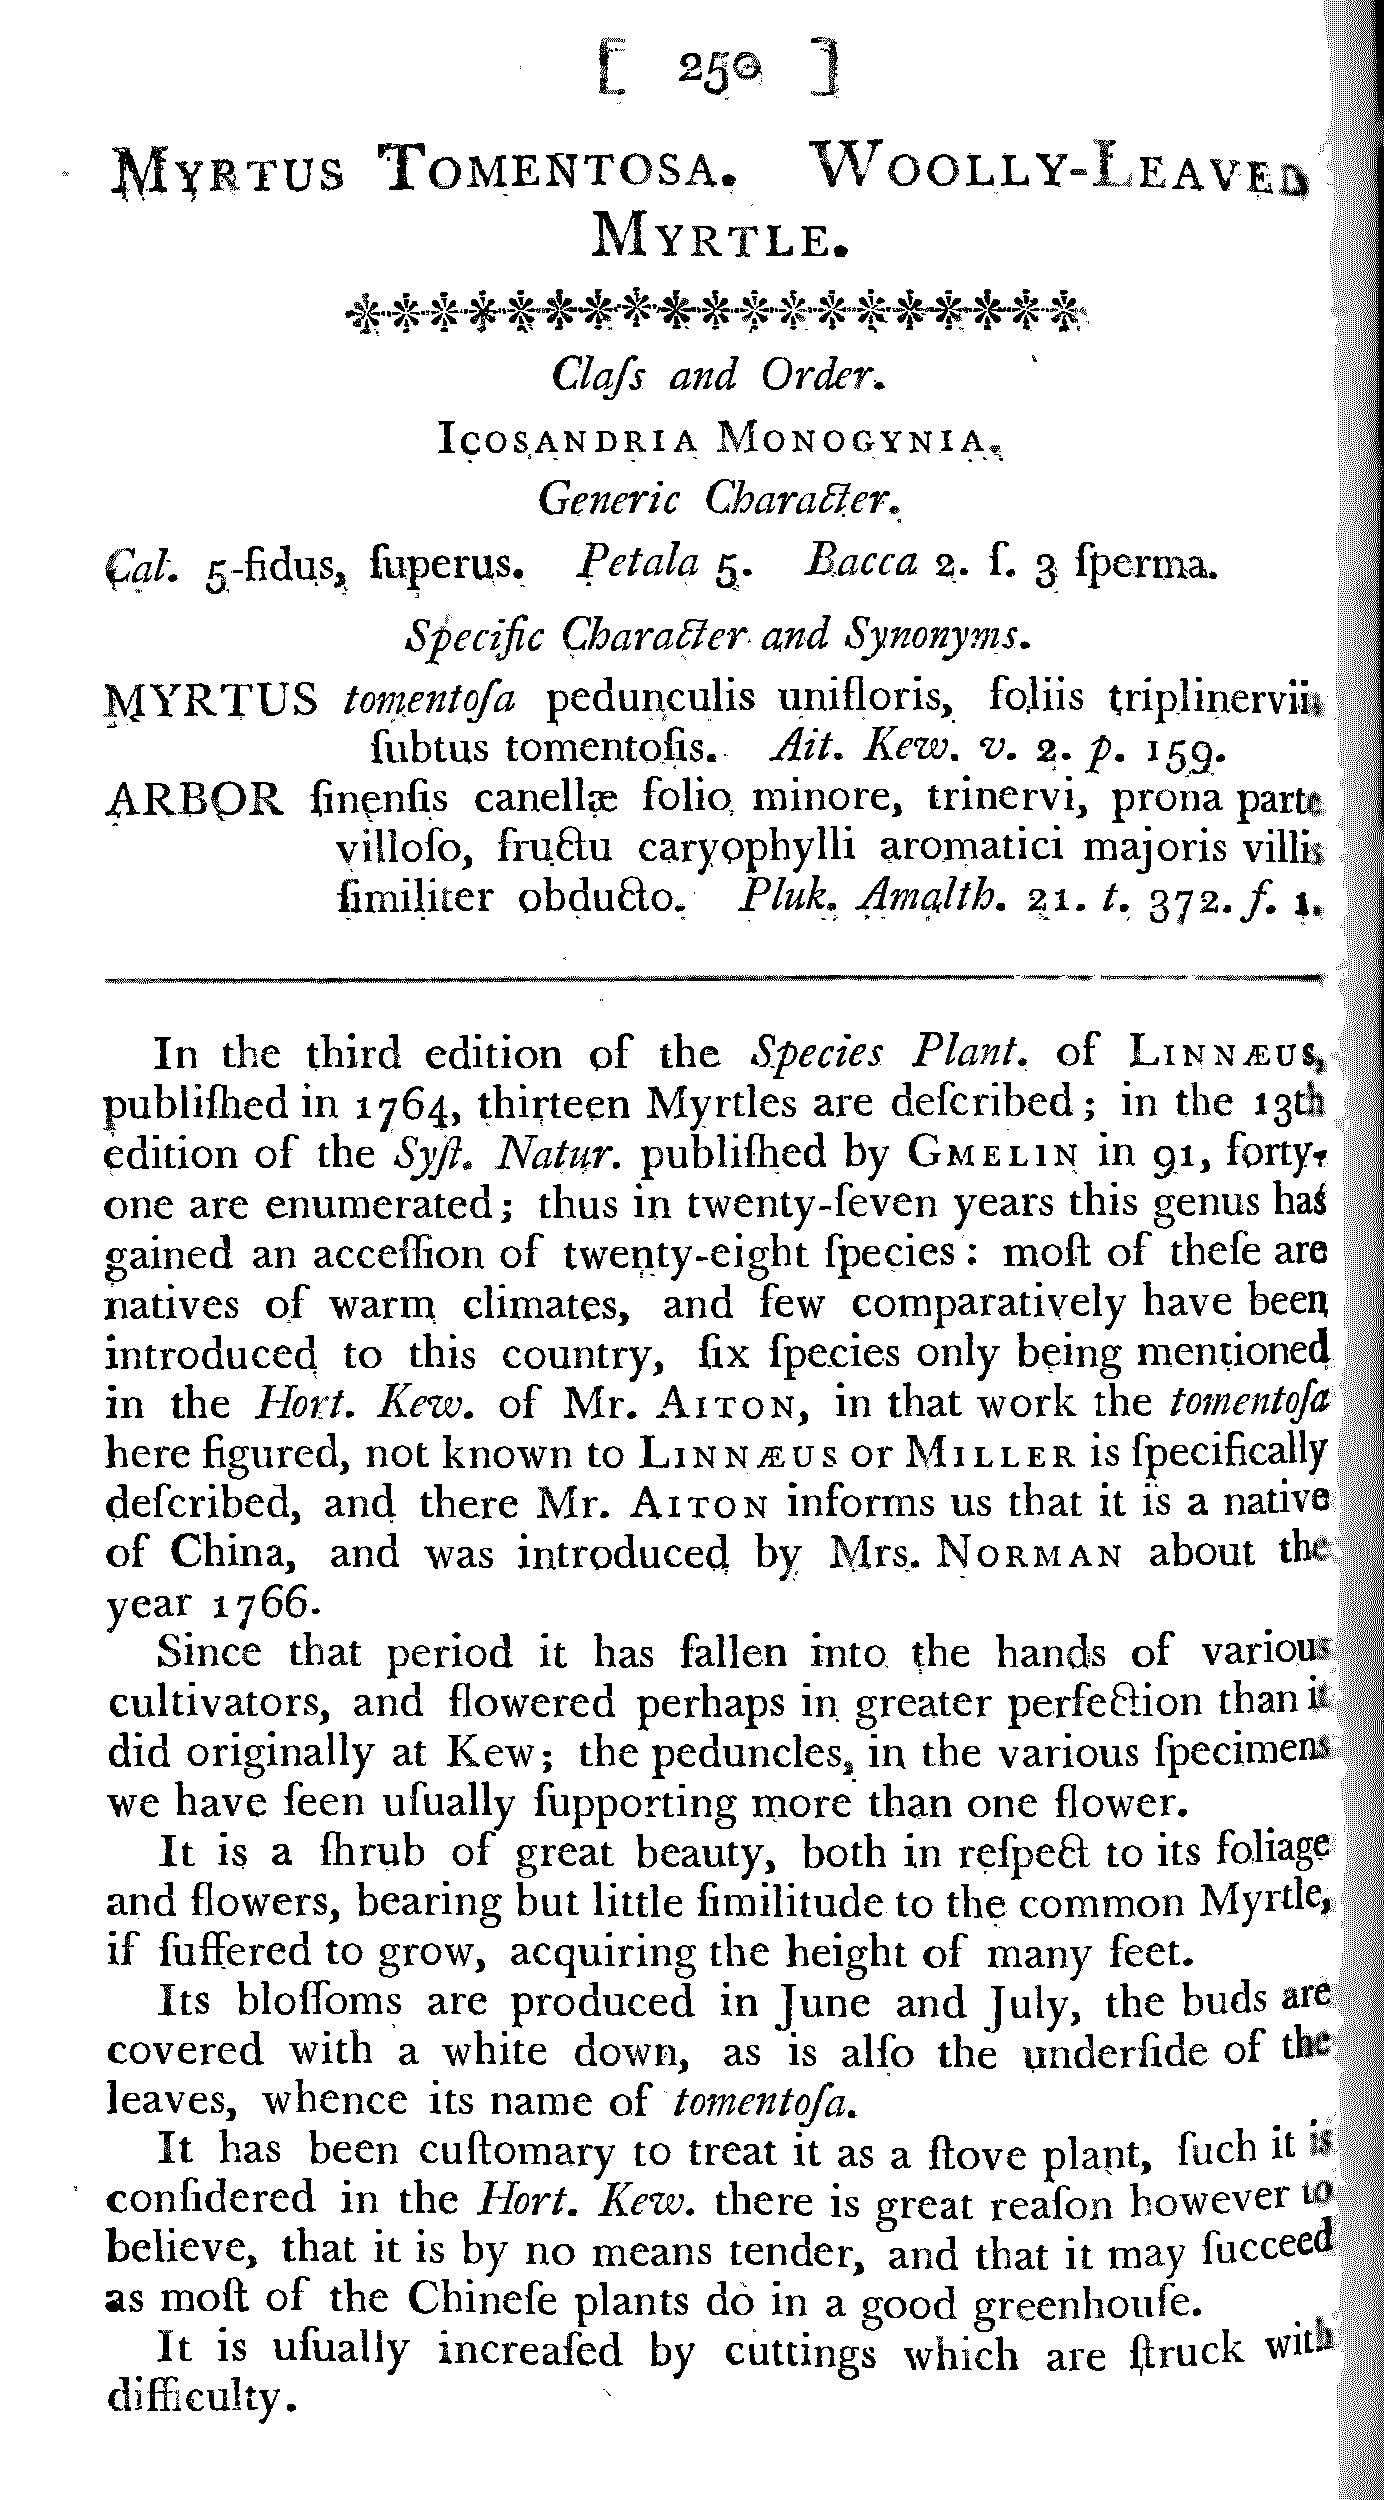 [ 250 ]
MYRTUS TOMENTOSA. WOOLLY-LEAVED
MYRTLE.
Claſs and Order.
ICOSANDRIA MONOGYNIA.
Generic Character.
Cal. 5-fidus, ſuperus. Petala 5. Bacca 2. ſ. 3 ſperma.
Specific Character and Synonyms.
MYRTUS tomentoſa pedunculis unifloris, foliis triplinerviis
ſubtus tomentoſis. Ait. Kew. v. 2. p. 159.
ARBOR ſinenſis canellæ folio minore, trinervi, prona parte
villoſo, fructu caryophylli aromatici majoris villis
ſimiliter obducto. Pluk. Amalth. 21. t. 372. f. 1.
In the third edition of the Species Plant. of LINNÆUS,
publiſhed in 1764, thirteen Myrtles are deſcribed; in the 13th
edition of the Syſt. Natur. publiſhed by GMELIN in 91, forty-
one are enumerated; thus in twenty-ſeven years this genus has
gained an acceſſion of twenty-eight ſpecies: moſt of theſe are
natives of warm climates, and few comparatively have been
introduced to this country, ſix ſpecies only being mentioned
in the Hort. Kew. of Mr. AITON, in that work the tomentoſa
here figured, not known to LINNÆUS or MILLER is ſpecifically
deſcribed, and there Mr. AITON informs us that it is a native
of China, and was introduced by Mrs. NORMAN about the
year 1766.
Since that period it has fallen into the hands of various
cultivators, and flowered perhaps in greater perfection than it
did originally at Kew; the peduncles, in the various ſpecimens
we have ſeen uſually ſupporting more than one flower.
It is a ſhrub of great beauty, both in reſpect to its foliage
and flowers, bearing but little ſimilitude to the common Myrtle,
if ſuffered to grow, acquiring the height of many feet.
Its bloſſoms are produced in June and July, the buds are
covered with a white down, as is alſo the underſide of the
leaves, whence its name of tomentoſa.
It has been cuſtomary to treat it as a ſtove plant, ſuch it is
conſidered in the Hort. Kew. there is great reaſon however to
believe, that it is by no means tender, and that it may ſucceed
as moſt of the Chineſe plants do in a good greenhouſe.
It is uſually increaſed by cuttings which are ſtruck with
difficulty.